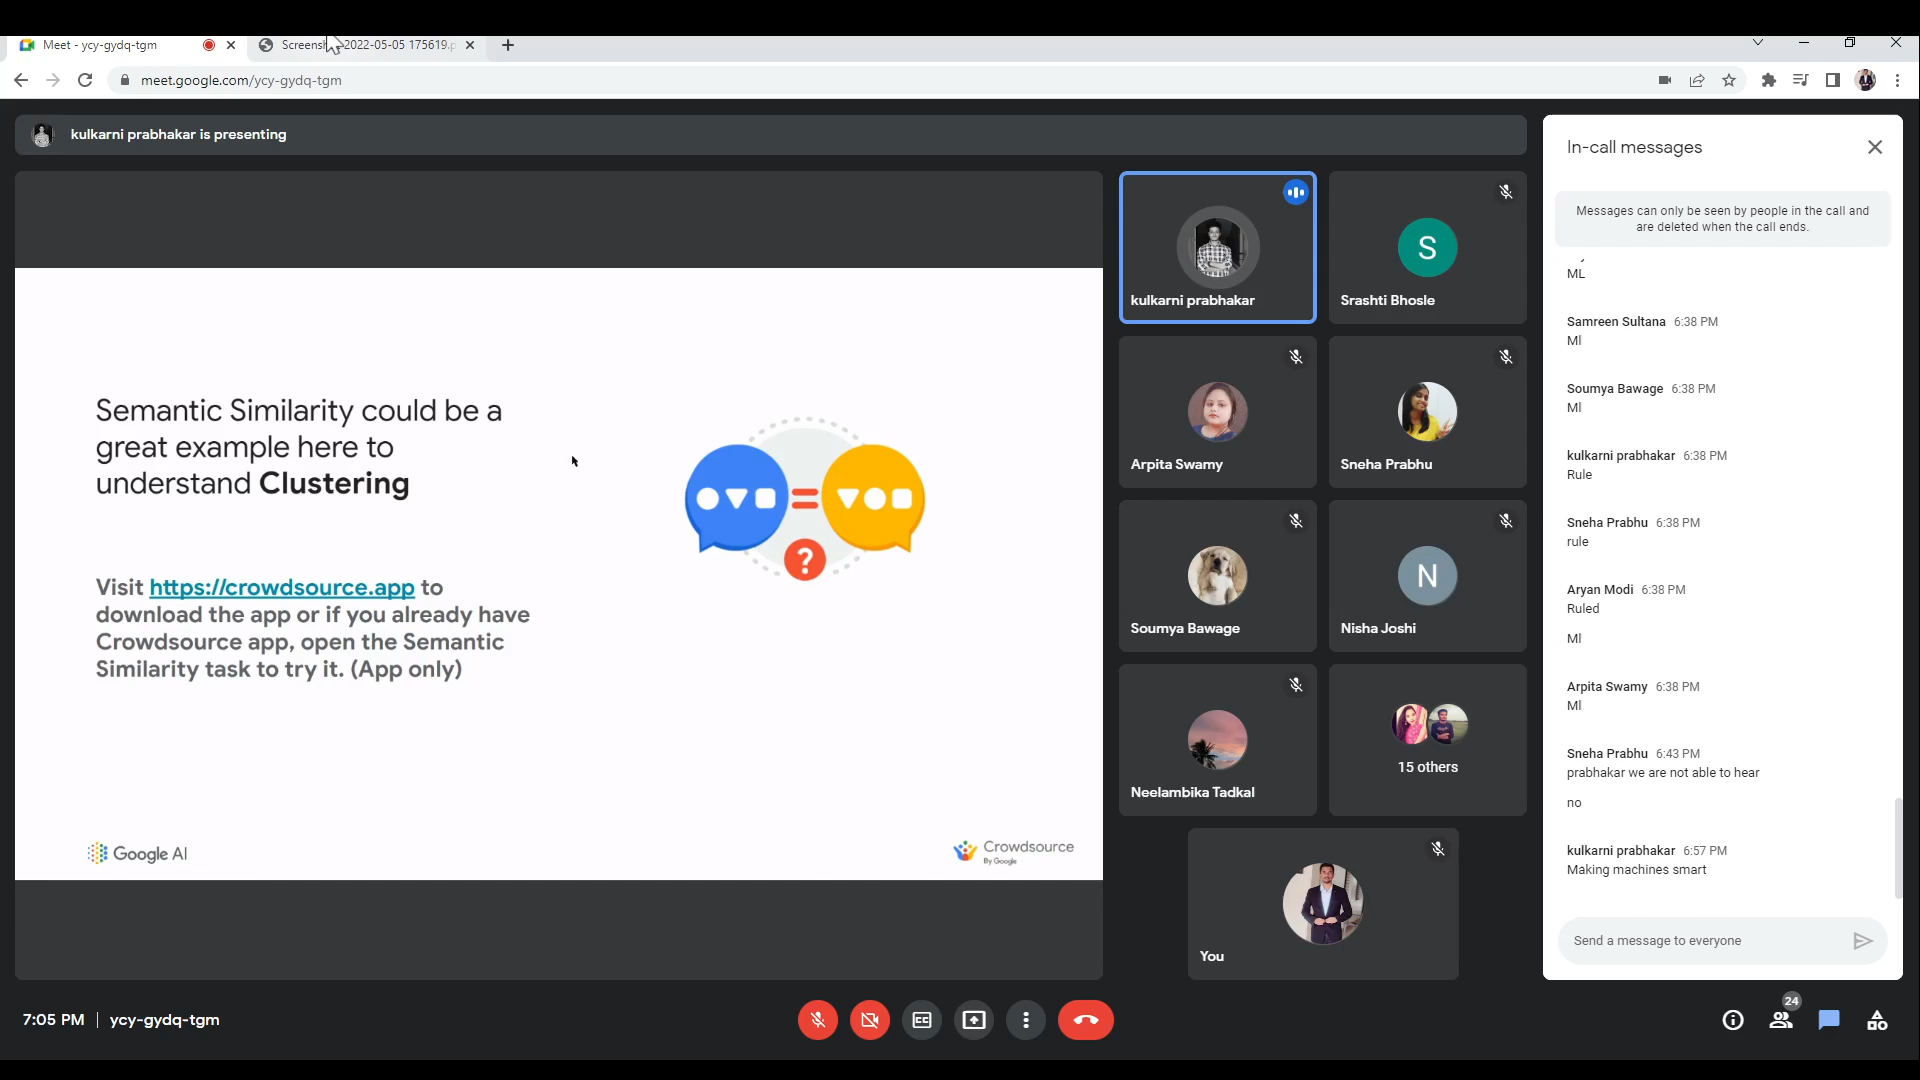 Meet - ycy-gydq-tgm
Screensh 2022-05-05 175619.p
meet.google.com/ycy-gydq-tgm
kulkarni prabhakar is presenting
Semantic Similarity could be a
great example here to
understand Clustering
Visit https://crowdsource.app to
download the app or if you already have
Crowdsource app, open the Semantic
Similarity task to try it. (App only)
?
Google AI
Crowdsource
By Google
kulkarni prabhakar
S
Srashti Bhosle
Arpita Swamy
Sneha Prabhu
Soumya Bawage
N
Nisha Joshi
Neelambika Tadkal
15 others
You
In-call messages
Messages can only be seen by people in the call and
are deleted when the call ends.
ML
Samreen Sultana 6:38 PM
Ml
Soumya Bawage 6:38 PM
Ml
kulkarni prabhakar 6:38 PM
Rule
Sneha Prabhu 6:38 PM
rule
Aryan Modi 6:38 PM
Ruled
Ml
Arpita Swamy 6:38 PM
Ml
Sneha Prabhu 6:43 PM
prabhakar we are not able to hear
no
kulkarni prabhakar 6:57 PM
Making machines smart
Send a message to everyone
7:05 PM | ycy-gydq-tgm
CC
24